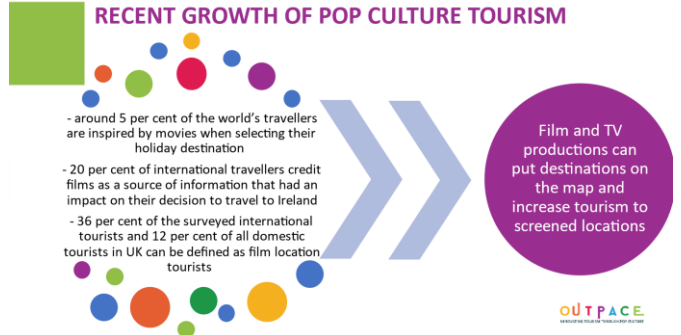 RECENT GROWTH OF POP CULTURE TOURISM
- around 5 per cent of the world's travellers
are inspired by movies when selecting their
holiday destination
- 20 per cent of international travellers credit
films as a source of information that had an
impact on their decision to travel to Ireland
- 36 per cent of the surveyed international
tourists and 12 per cent of all domestic
tourists in UK can be defined as film location
tourists
Film and TV
productions can
put destinations on
the map and
increase tourism to
screened locations
OUTPACE